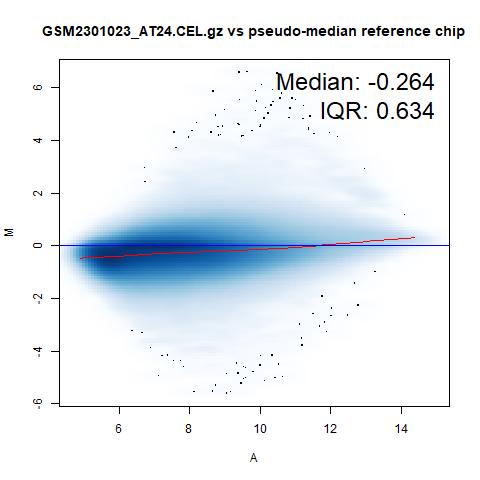 GSM2301023_AT24.CEL.gz vs pseudo-median reference chip
Median: -0.264
IQR: 0.634
6
4
2
0
-2
-4
-6
M
6 8 10 12 14
A